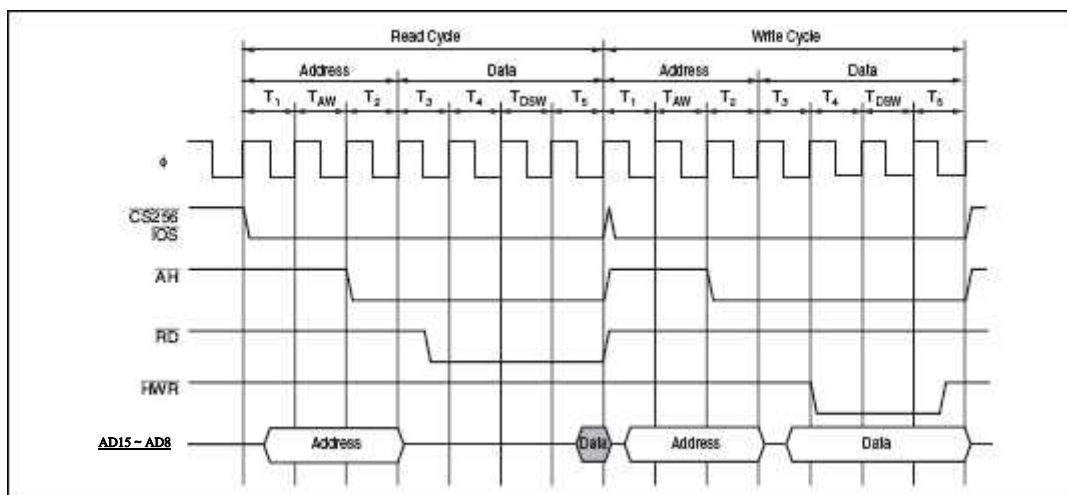 Read Cycle Write Cycle
Address Data Address Data
T1 TAW T2 T3 T4 TDSW T5 T1 TAW T2 T3 T4 TDSW T5
ϕ
CS256
IOS
AH
RD
HWR
AD15 ~ AD8 Address Data Address Data